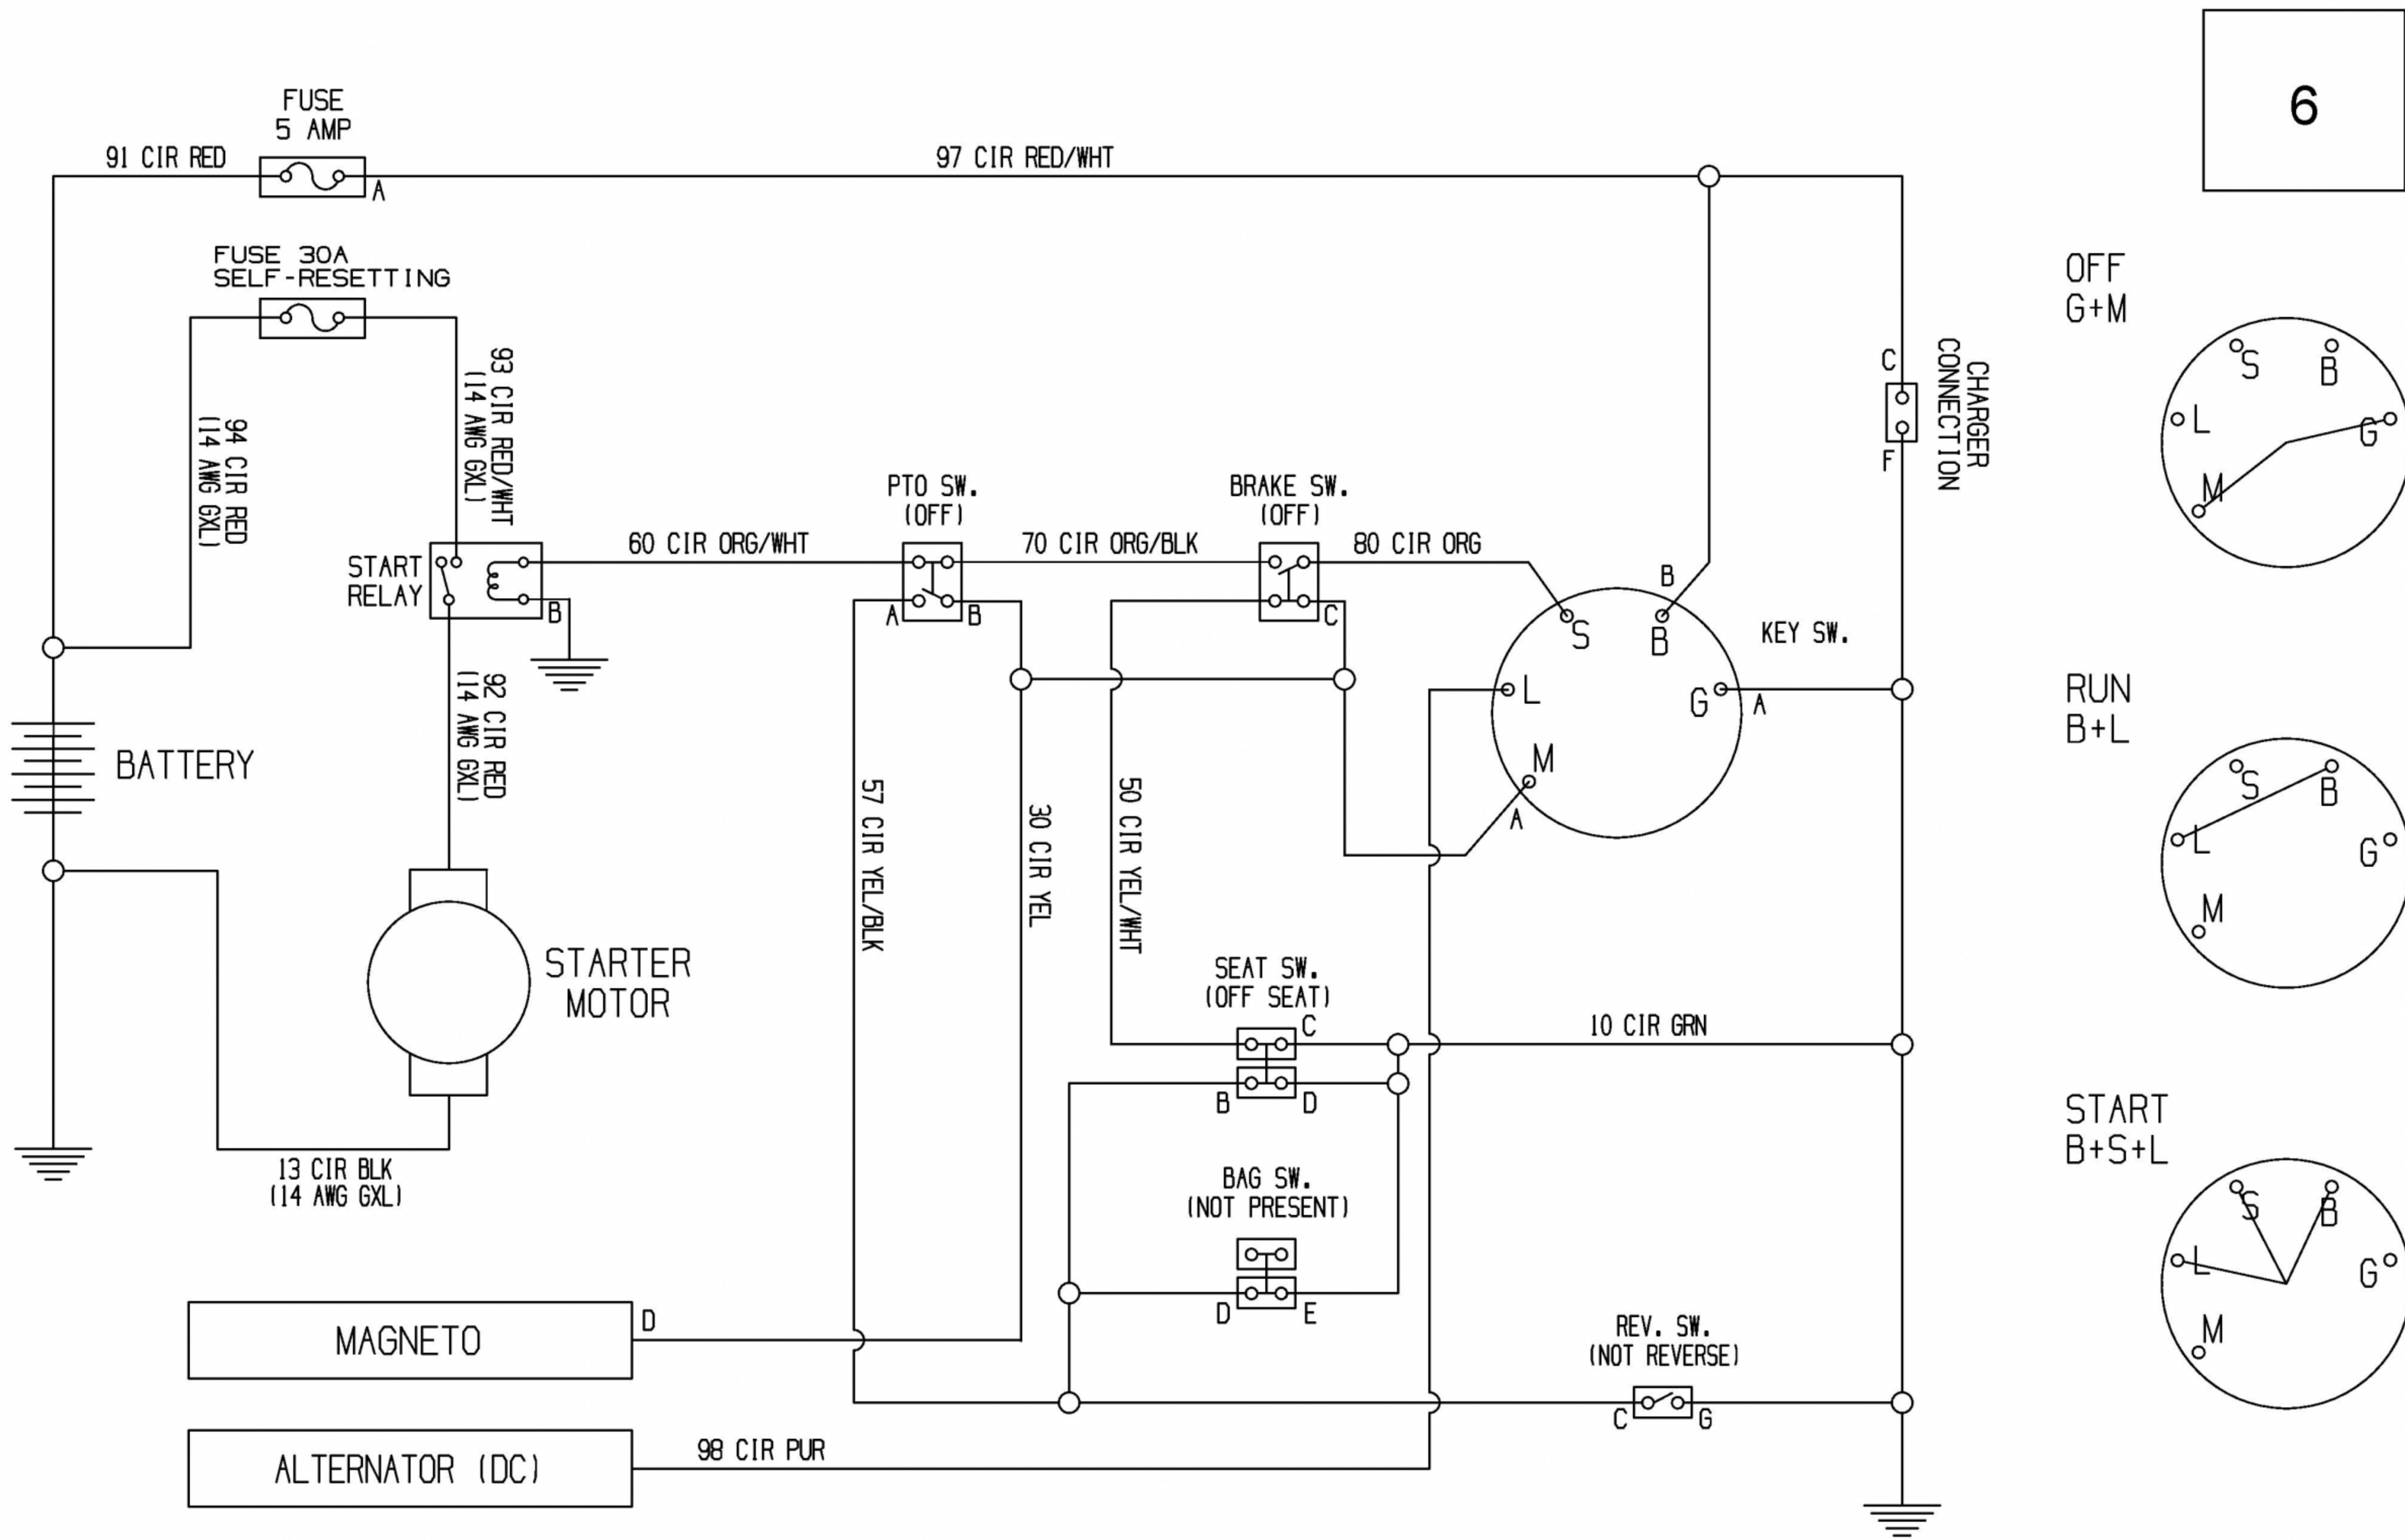 6
FUSE
5 AMP
91 CIR RED
A
97 CIR RED/WHT
FUSE 30A
SELF-RESETTING
93 CIR RED/WHT
(14 AWG GXL)
94 CIR RED
(14 AWG GXL)
START
RELAY
B
60 CIR ORG/WHT
PTO SW.
(OFF)
A
B
70 CIR ORG/BLK
BRAKE SW.
(OFF)
C
80 CIR ORG
B
S
B
L
G
M
A
A
KEY SW.
C
F
CHARGER
CONNECTION
92 CIR RED
(14 AWG GXL)
BATTERY
57 CIR YEL/BLK
30 CIR YEL
50 CIR YEL/WHT
STARTER
MOTOR
13 CIR BLK
(14 AWG GXL)
SEAT SW.
(OFF SEAT)
C
B
D
10 CIR GRN
BAG SW.
(NOT PRESENT)
D
E
REV. SW.
(NOT REVERSE)
C
G
MAGNETO
D
ALTERNATOR (DC)
98 CIR PUR
OFF
G+M
S
B
L
G
M
RUN
B+L
S
B
L
G
M
START
B+S+L
S
B
L
G
M